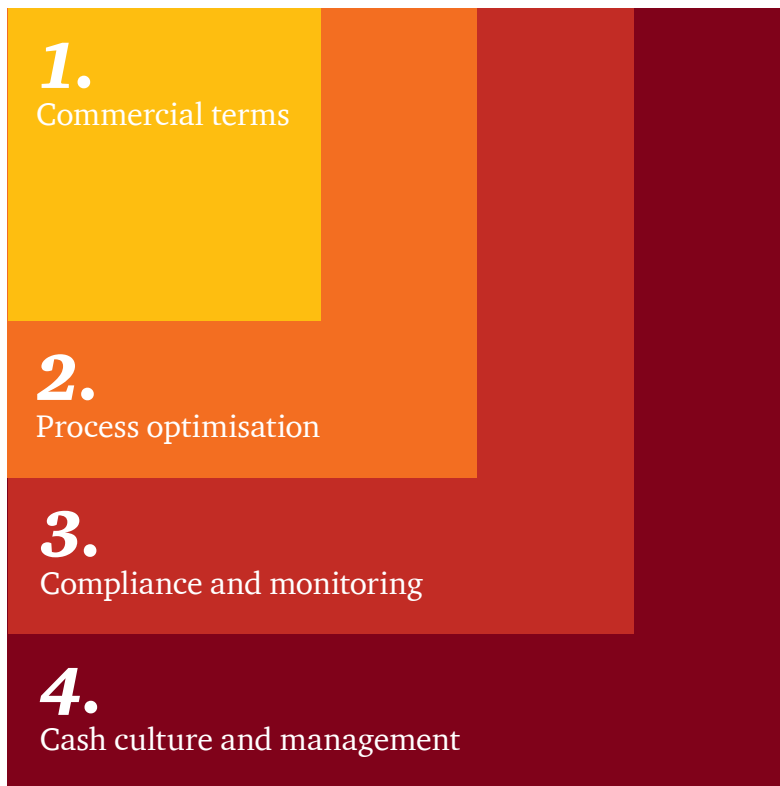 1.
Commercial terms
2.
Process optimisation
3.
Compliance and monitoring
4.
Cash culture and management